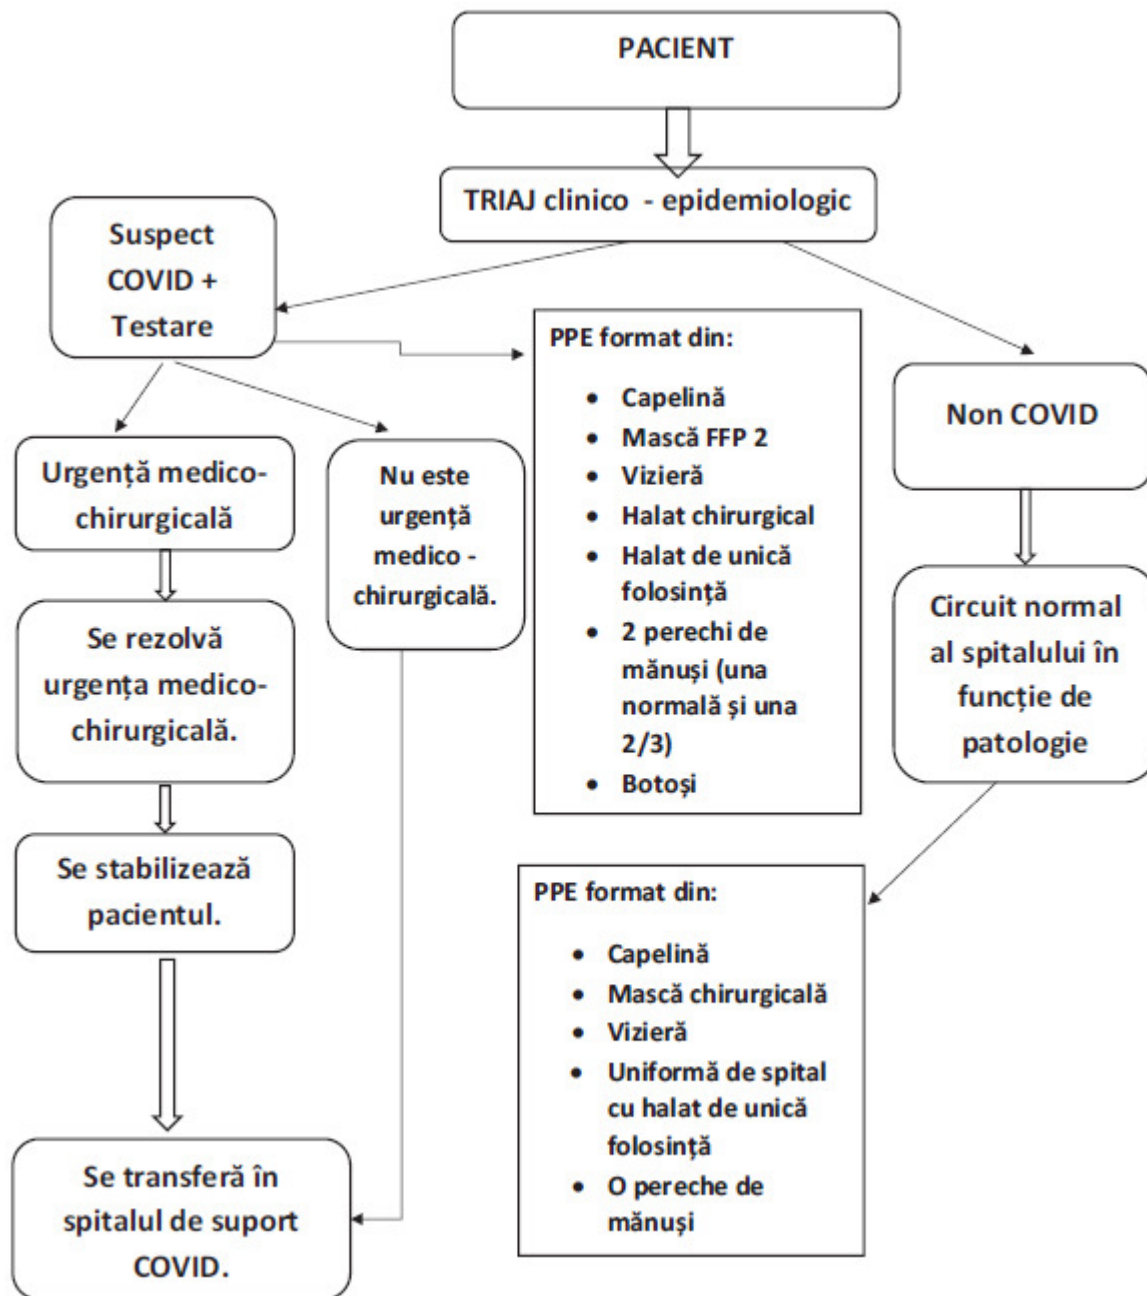 PACIENT
TRIAJ clinico - epidemiologic
Suspect
COVID +
Testare
PPE format din:
• Capelină
• Mască FFP 2
• Vizieră
• Halat chirurgical
• Halat de unică
folosință
• 2 perechi de
mănuși (una
normală și una
2/3)
• Botoși
Non COVID
Urgență medico-
chirurgicală
Nu este
urgență
medico -
chirurgicală.
Se rezolvă
urgența medico-
chirurgicală.
Circuit normal
al spitalului în
funcție de
patologie
Se stabilizează
pacientul.
PPE format din:
• Capelină
• Mască chirurgicală
• Vizieră
• Uniformă de spital
cu halat de unică
folosință
• O pereche de
mănuși
Se transferă în
spitalul de suport
COVID.